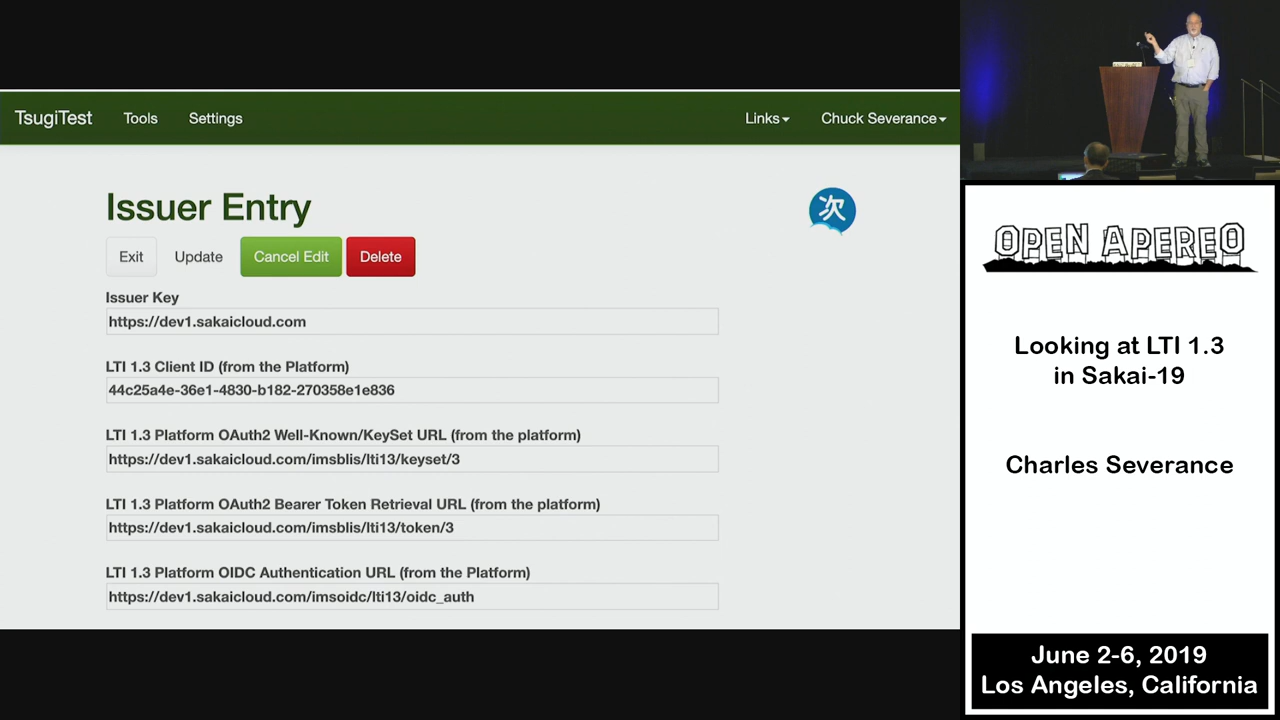 TsugiTest
Tools
Settings
Links
Chuck Severance
Issuer Entry
次
Exit
Update
Cancel Edit
Delete
Issuer Key
https://dev1.sakaicloud.com
LTI 1.3 Client ID (from the Platform)
44c25a4e-36e1-4830-b182-270358e1e836
LTI 1.3 Platform OAuth2 Well-Known/KeySet URL (from the platform)
https://dev1.sakaicloud.com/imsblis/lti13/keyset/3
LTI 1.3 Platform OAuth2 Bearer Token Retrieval URL (from the platform)
https://dev1.sakaicloud.com/imsblis/lti13/token/3
LTI 1.3 Platform OIDC Authentication URL (from the Platform)
https://dev1.sakaicloud.com/imsoidc/lti13/oidc_auth
OPEN APEREO
Looking at LTI 1.3
in Sakai-19
Charles Severance
June 2-6, 2019
Los Angeles, California